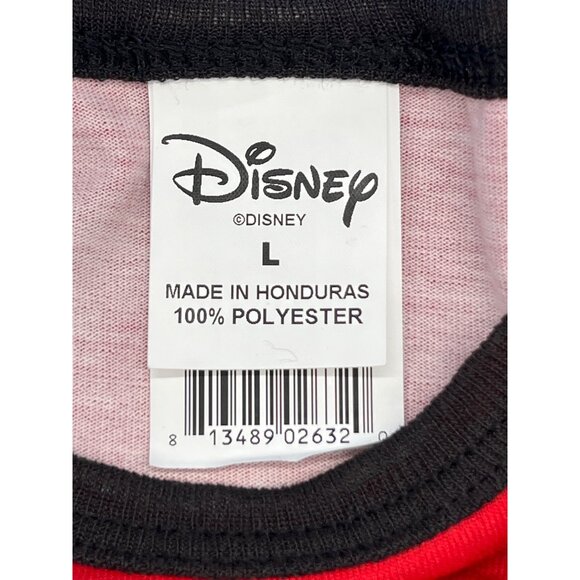 Disney
©DISNEY
L
MADE IN HONDURAS
100% POLYESTER
8 13489 02632 0